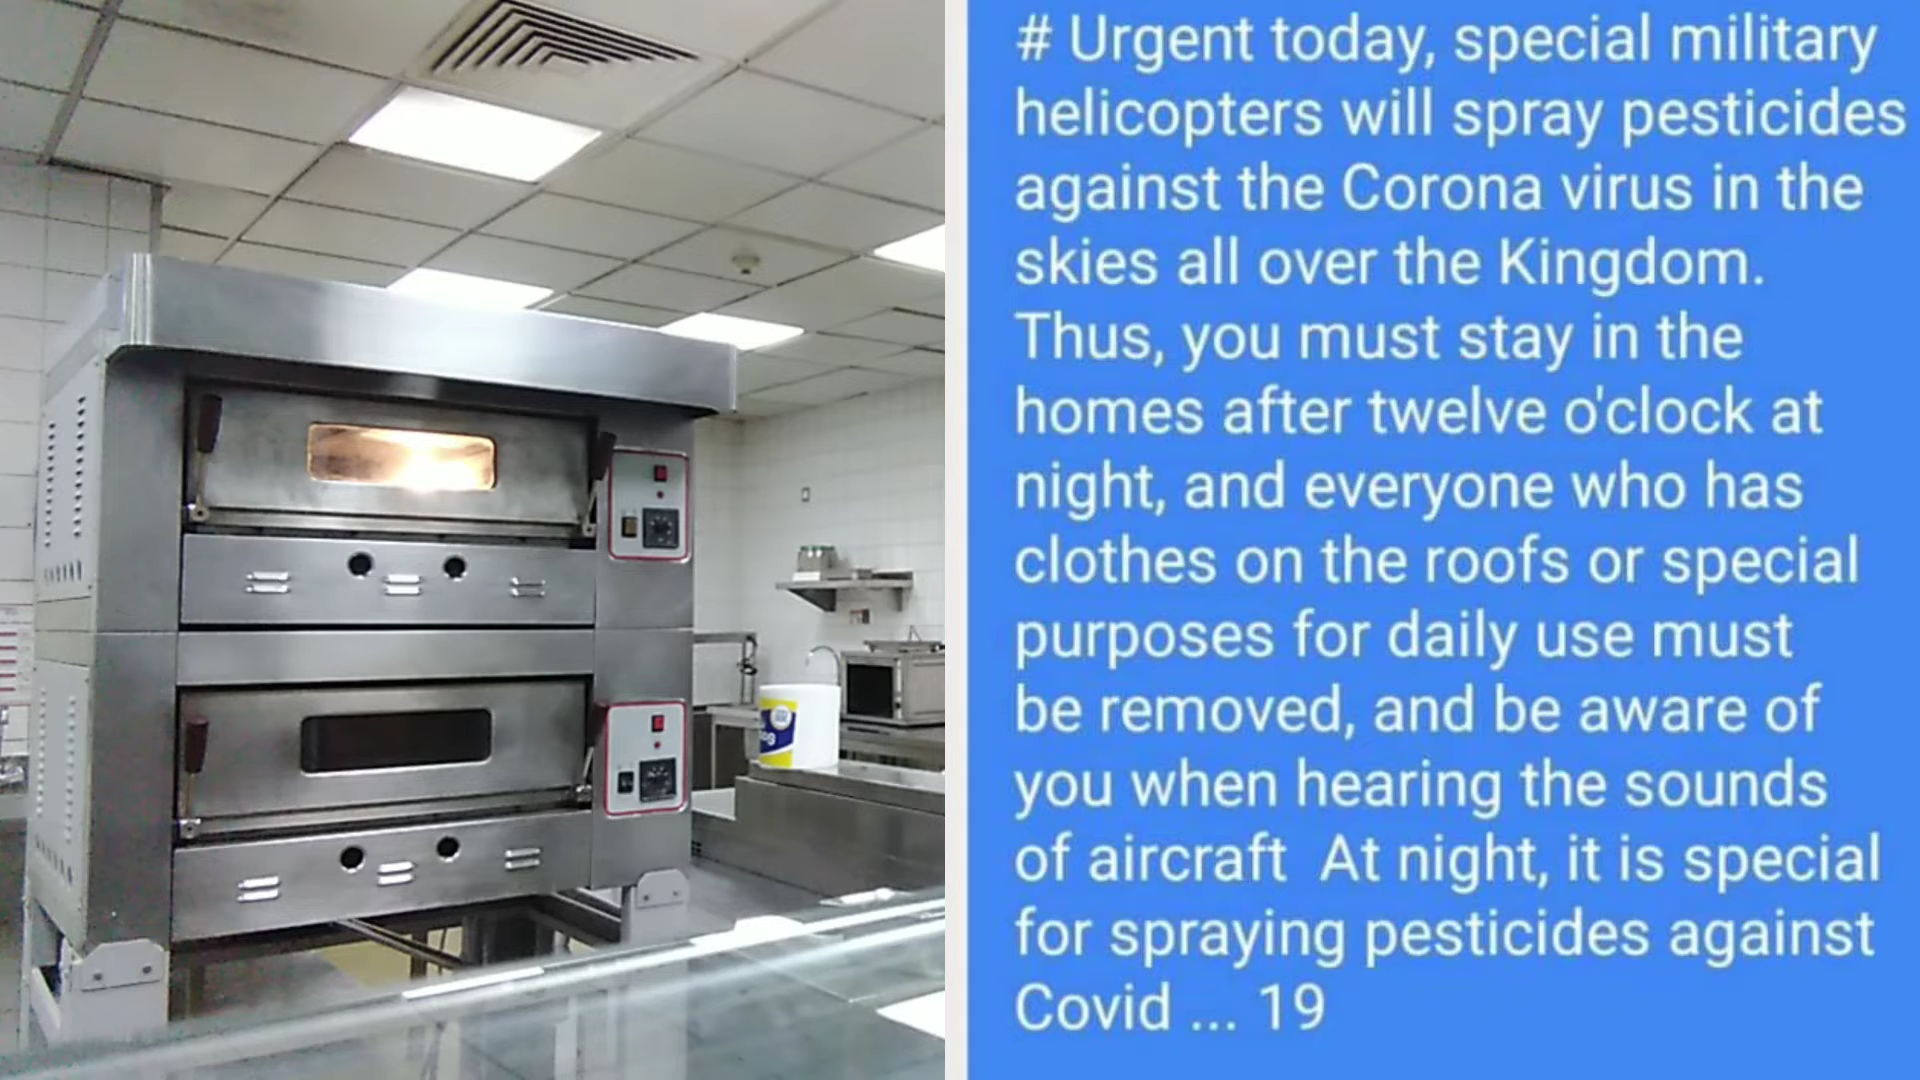 # Urgent today, special military
helicopters will spray pesticides
against the Corona virus in the
skies all over the Kingdom.
Thus, you must stay in the
homes after twelve o'clock at
night, and everyone who has
clothes on the roofs or special
purposes for daily use must
be removed, and be aware of
you when hearing the sounds
of aircraft  At night, it is special
for spraying pesticides against
Covid ... 19